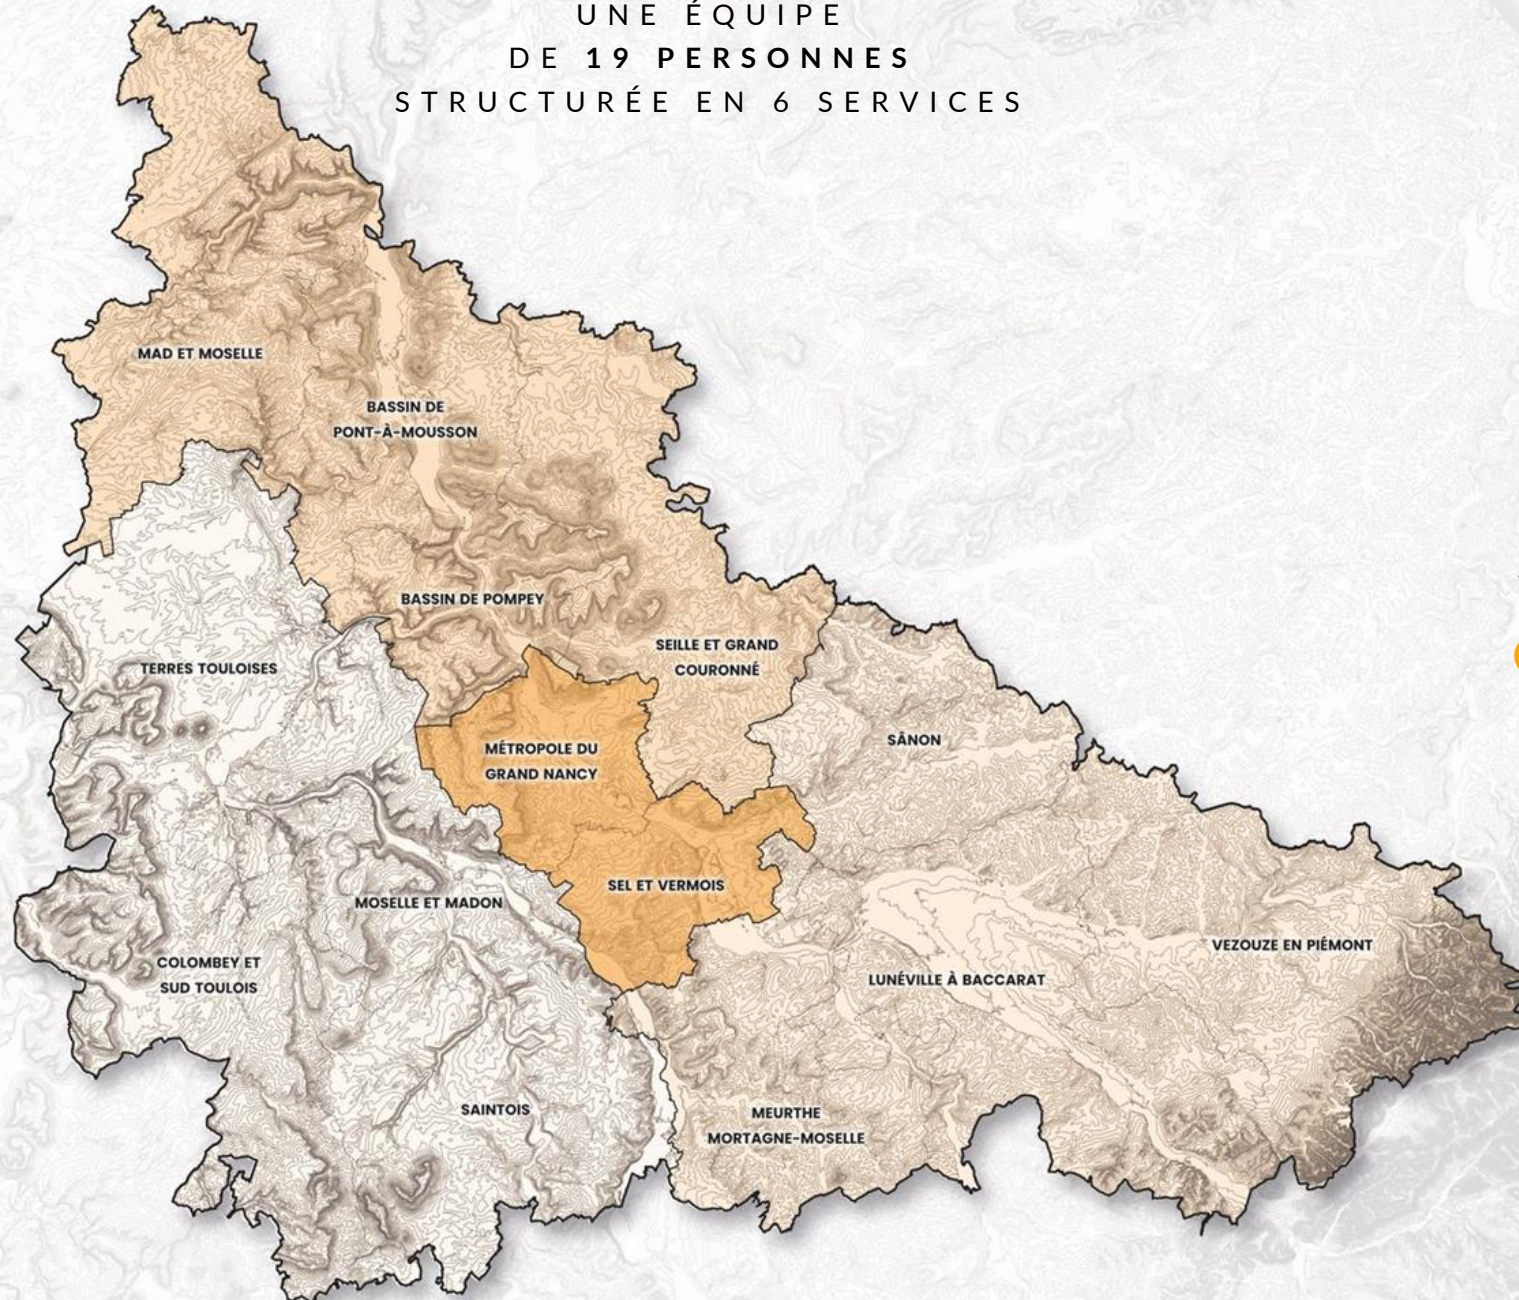 UNE ÉQUIPE
DE 19 PERSONNES
STRUCTURÉE EN 6 SERVICES
MAD ET MOSELLE
BASSIN DE
PONT-À-MOUSSON
BASSIN DE POMPEY
SEILLE ET GRAND
COURONNÉ
TERRES TOULOISES
MÉTROPOLE DU
GRAND NANCY
SÂNON
SEL ET VERMOIS
MOSELLE ET MADON
VEZOUZE EN PIÉMONT
COLOMBEY ET
SUD TOULOIS
LUNÉVILLE À BACCARAT
SAINTOIS
MEURTHE
MORTAGNE-MOSELLE